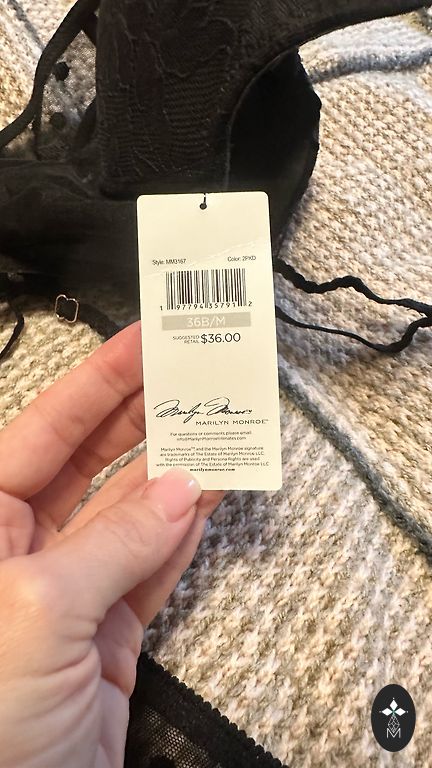 Style: MM3167 Color: 2PKD
1 97794 35791 2
36B/M
SUGGESTED
RETAIL $36.00
Marilyn Monroe™
MARILYN MONROE™
For questions or comments please email
info@MarilynMonroeIntimates.com
Marilyn Monroe™ and the Marilyn Monroe signature
are trademarks of The Estate of Marilyn Monroe LLC.
Rights of Publicity and Persona Rights are used
with the permission of The Estate of Marilyn Monroe LLC
marilynmonroe.com
M